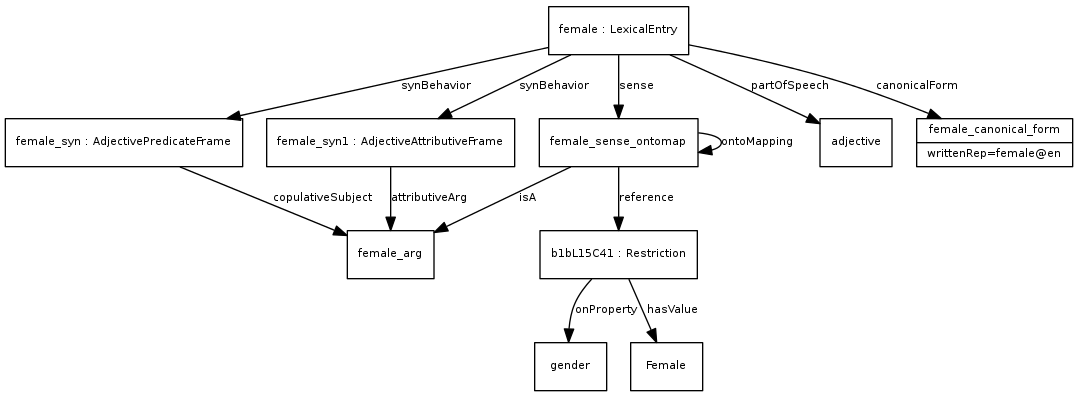 female : LexicalEntry
synBehavior
synBehavior
sense
partOfSpeech
canonicalForm
female_syn : AdjectivePredicateFrame
female_syn1 : AdjectiveAttributiveFrame
female_sense_ontomap
ontoMapping
adjective
female_canonical_form
writtenRep=female@en
copulativeSubject
attributiveArg
isA
reference
female_arg
b1bL15C41 : Restriction
onProperty
hasValue
gender
Female